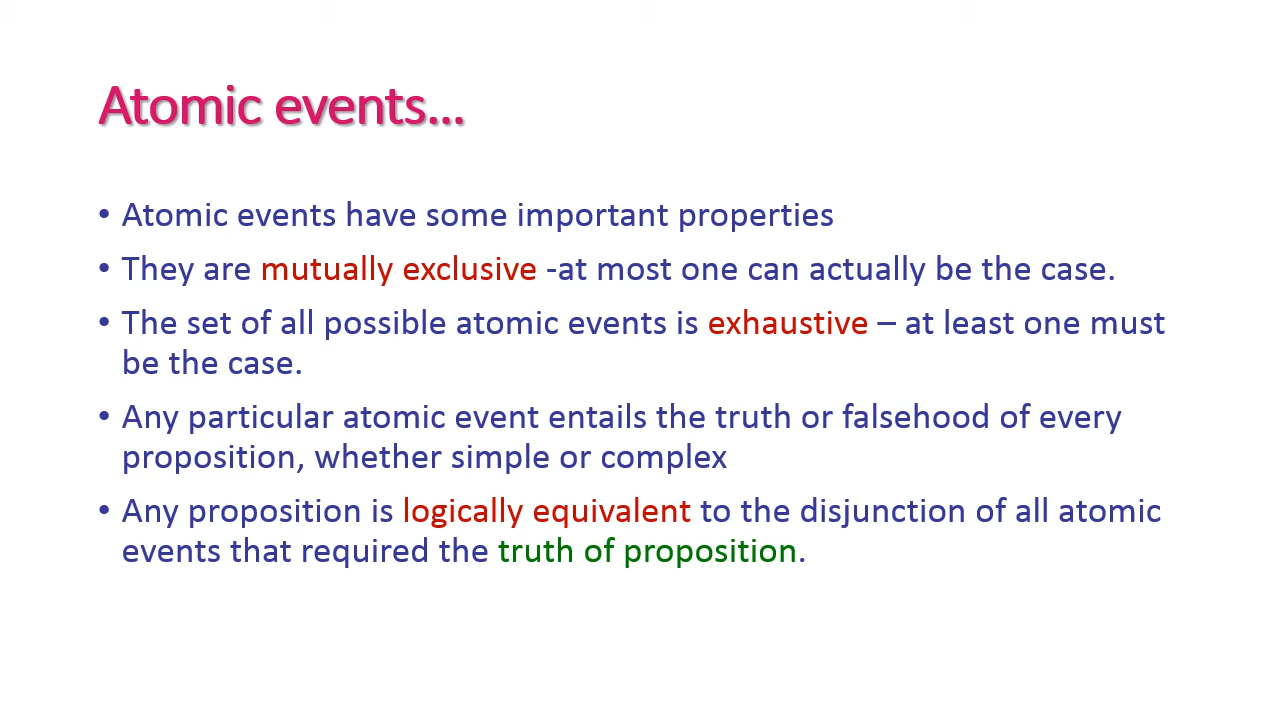 Atomic events...
• Atomic events have some important properties
• They are mutually exclusive -at most one can actually be the case.
• The set of all possible atomic events is exhaustive – at least one must
be the case.
• Any particular atomic event entails the truth or falsehood of every
proposition, whether simple or complex
• Any proposition is logically equivalent to the disjunction of all atomic
events that required the truth of proposition.